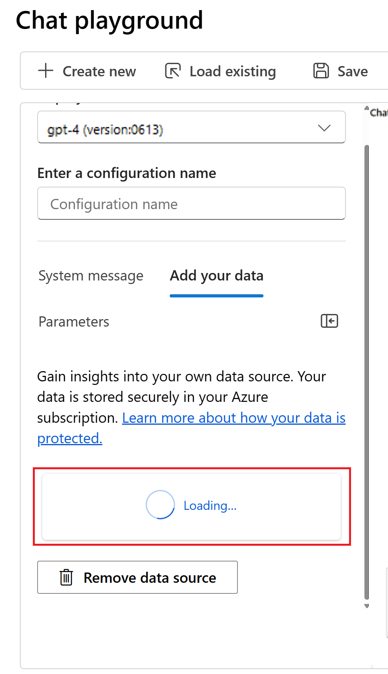 Chat playground
Create new
Load existing
Save
gpt-4 (version:0613)
Enter a configuration name
Configuration name
System message
Add your data
Parameters
Gain insights into your own data source. Your
data is stored securely in your Azure
subscription. Learn more about how your data is
protected.
Loading...
Remove data source